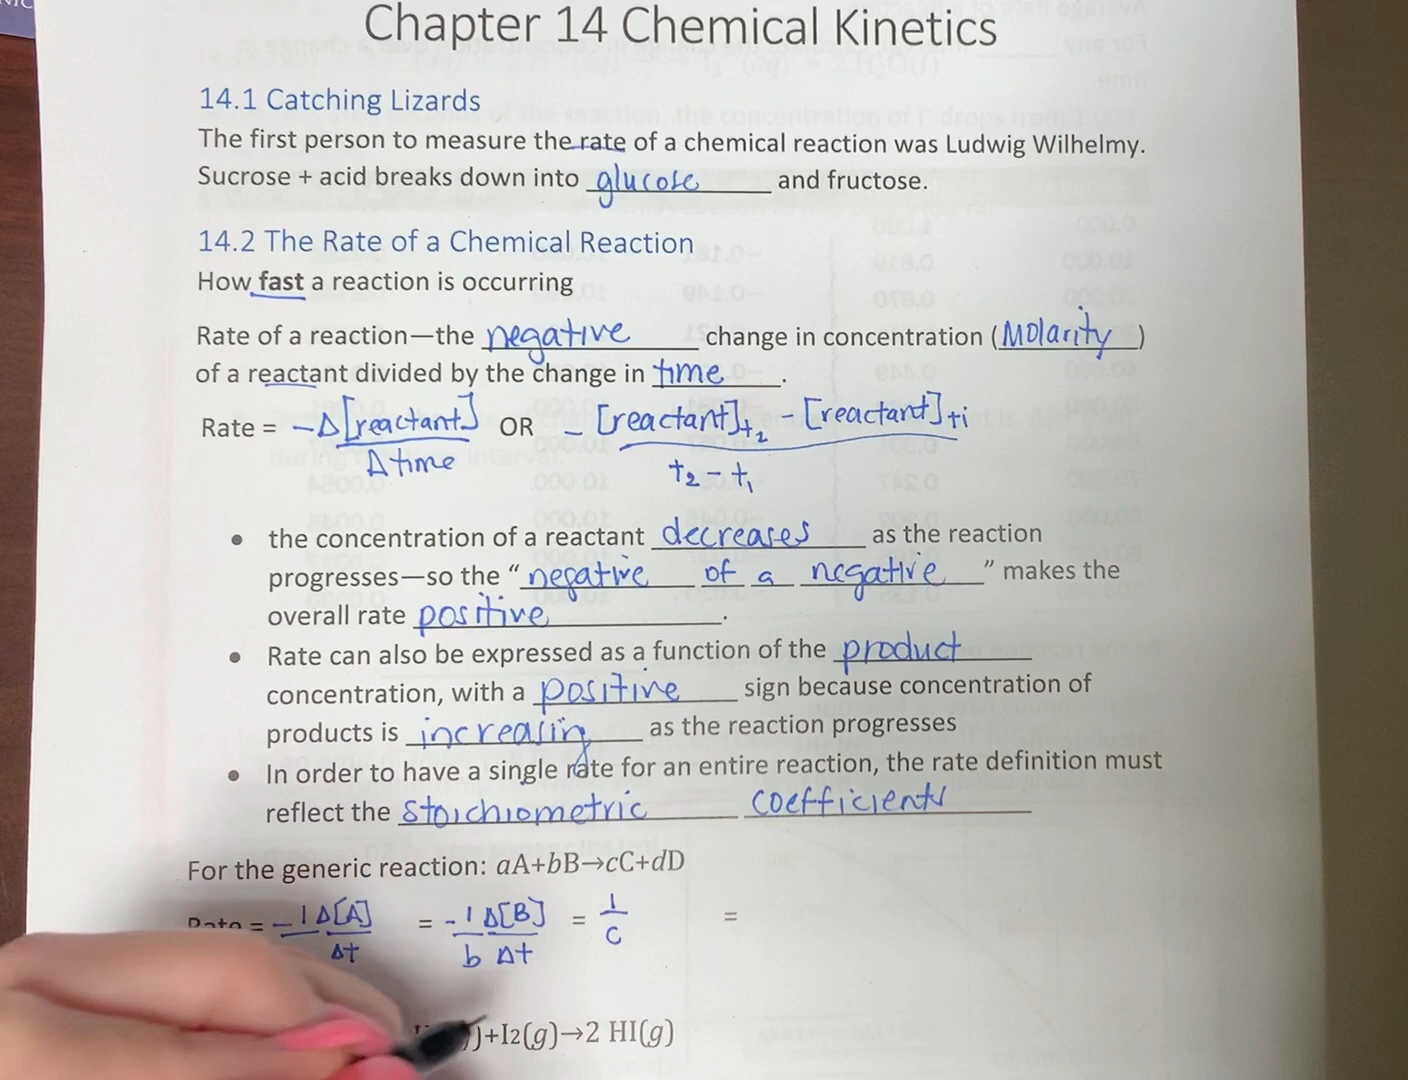 Chapter 14 Chemical Kinetics
14.1 Catching Lizards
The first person to measure the rate of a chemical reaction was Ludwig Wilhelmy.
Sucrose + acid breaks down into glucose and fructose.
14.2 The Rate of a Chemical Reaction
How fast a reaction is occurring
Rate of a reaction—the negative change in concentration (Molarity)
of a reactant divided by the change in time.
Rate = -Δ[reactant] OR - [reactant]t₂ - [reactant]ti
Δtime t₂ - t₁
• the concentration of a reactant decreases as the reaction
progresses—so the “negative of a negative” makes the
overall rate positive.
• Rate can also be expressed as a function of the product
concentration, with a positive sign because concentration of
products is increasing as the reaction progresses
• In order to have a single rate for an entire reaction, the rate definition must
reflect the stoichiometric coefficients
For the generic reaction: aA+bB→cC+dD
Rate = -1 Δ[A] = -1 Δ[B] = 1 =
Δt b Δt c
)+I2(g)→2 HI(g)